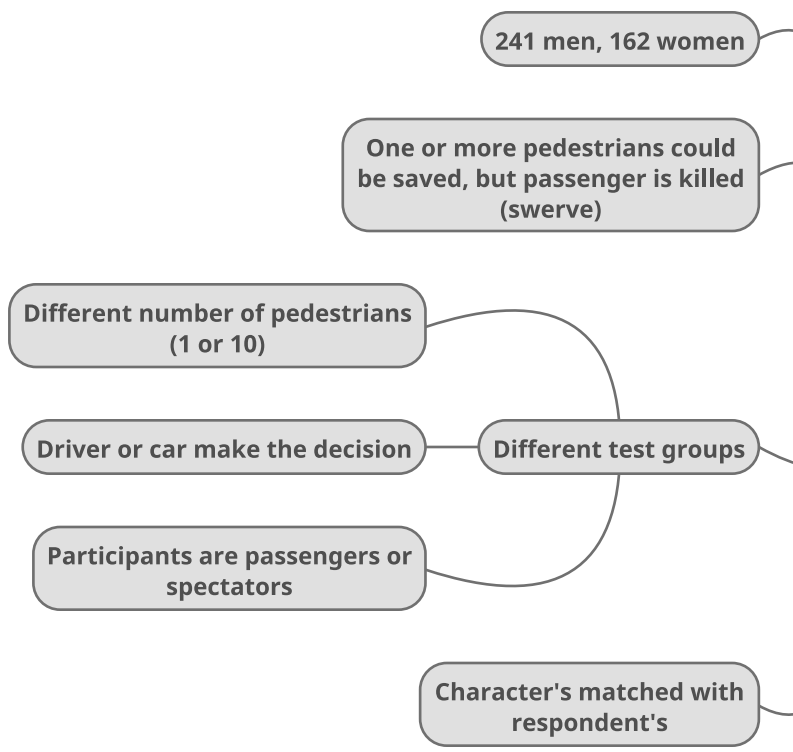 241 men, 162 women
One or more pedestrians could
be saved, but passenger is killed
(swerve)
Different number of pedestrians
(1 or 10)
Driver or car make the decision
Different test groups
Participants are passengers or
spectators
Character's matched with
respondent's